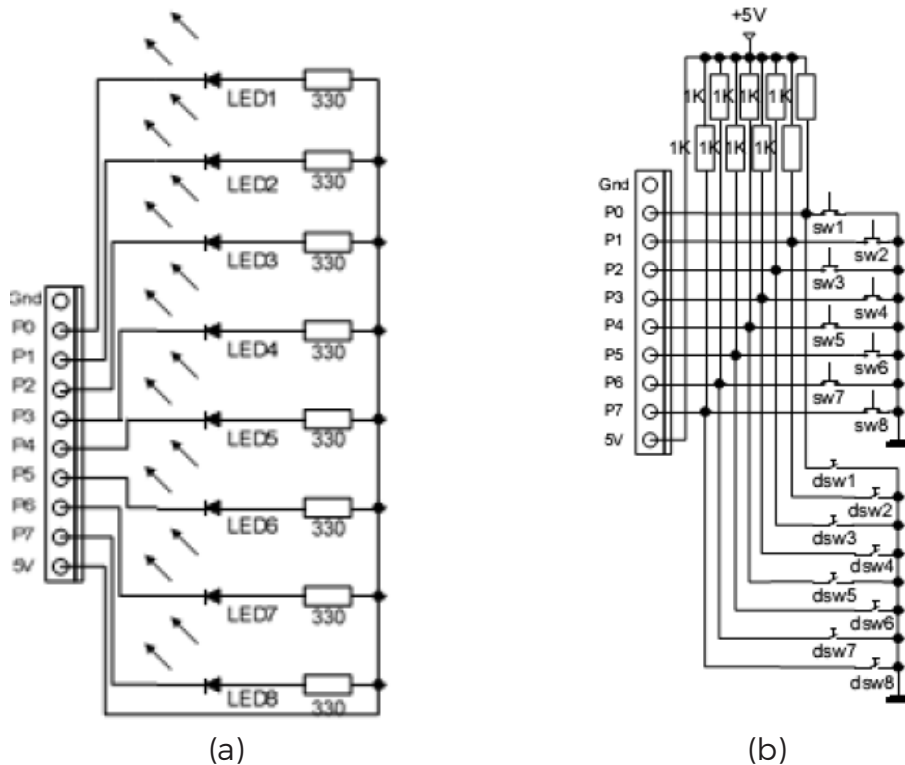 LED1
330
LED2
330
LED3
330
Gnd
P0
LED4
330
P1
P2
P3
LED5
330
P4
P5
LED6
330
P6
P7
LED7
330
5V
LED8
330
(a)
+5V
1K 1K 1K
1K 1K 1K
Gnd
P0
sw1
P1
sw2
P2
sw3
P3
sw4
P4
sw5
P5
sw6
P6
sw7
P7
sw8
5V
dsw1
dsw2
dsw3
dsw4
dsw5
dsw6
dsw7
dsw8
(b)